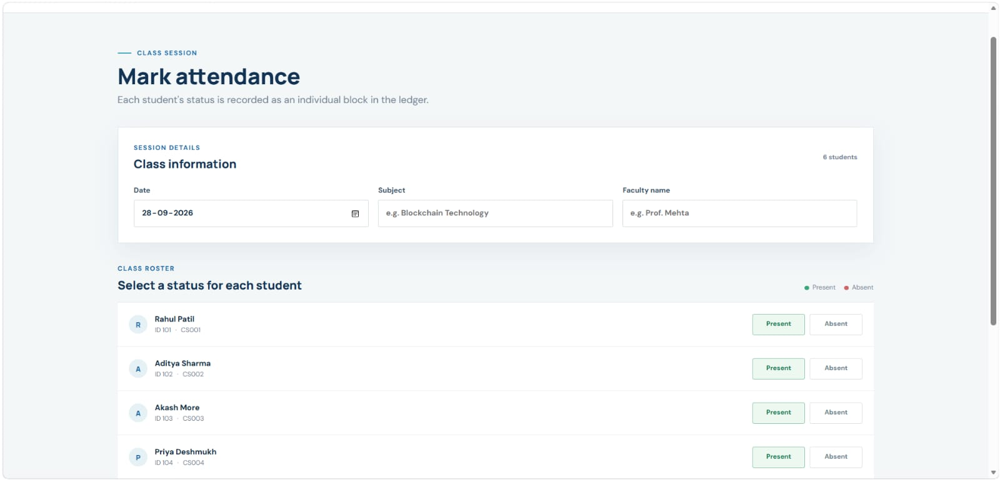 CLASS SESSION
Mark attendance
Each student's status is recorded as an individual block in the ledger.
SESSION DETAILS
Class information
6 students
Date
Subject
Faculty name
28-09-2026
e.g. Blockchain Technology
e.g. Prof. Mehta
CLASS ROSTER
Select a status for each student
Present Absent
R
Rahul Patil
ID 101 · CS001
Present
Absent
A
Aditya Sharma
ID 102 · CS002
Present
Absent
A
Akash More
ID 103 · CS003
Present
Absent
P
Priya Deshmukh
ID 104 · CS004
Present
Absent